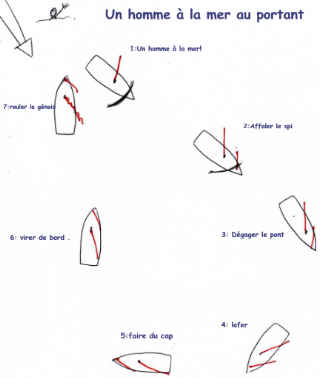 Un homme à la mer au portant
1:Un homme à la mer!
7:rouler le génois
2:Affaler le spi
6: virer de bord .
3: Dégager le pont
4: lofer
5:faire du cap